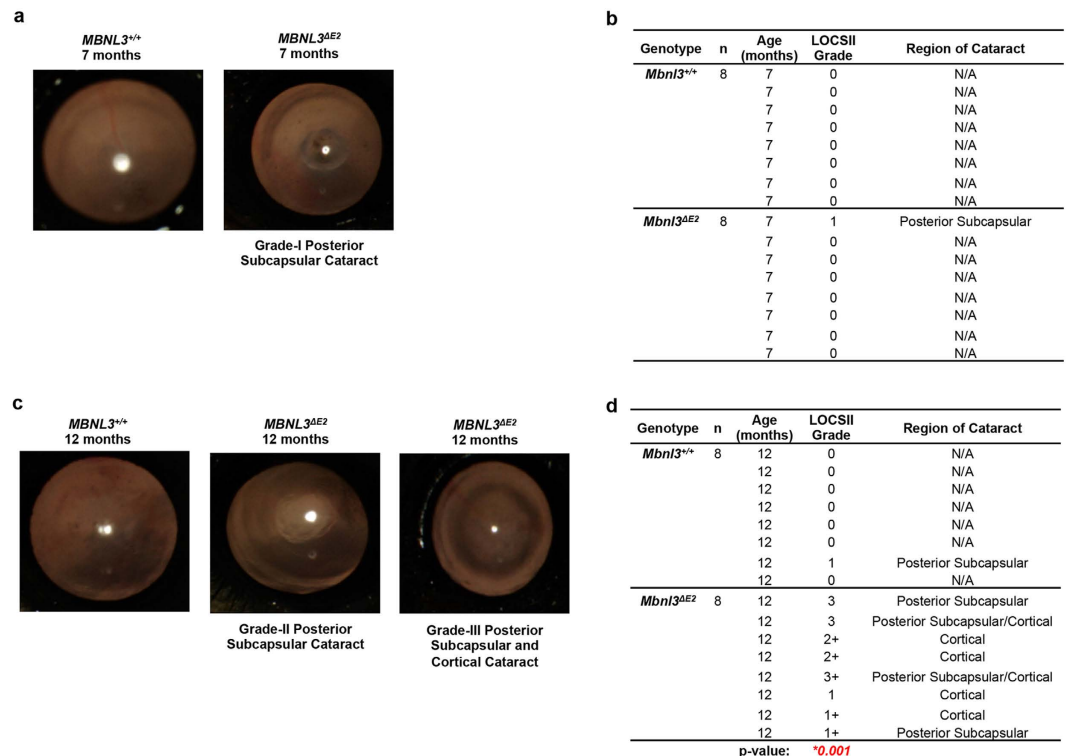 a
MBNL3+/+
7 months
MBNL3ΔE2
7 months
Grade-I Posterior
Subcapsular Cataract
b
Genotype n Age (months) LOCSII Grade Region of Cataract
Mbnl3+/+ 8 7 0 N/A
7 0 N/A
7 0 N/A
7 0 N/A
7 0 N/A
7 0 N/A
7 0 N/A
7 0 N/A
Mbnl3ΔE2 8 7 1 Posterior Subcapsular
7 0 N/A
7 0 N/A
7 0 N/A
7 0 N/A
7 0 N/A
7 0 N/A
7 0 N/A
c
MBNL3+/+
12 months
MBNL3ΔE2
12 months
MBNL3ΔE2
12 months
Grade-II Posterior
Subcapsular Cataract
Grade-III Posterior
Subcapsular and
Cortical Cataract
d
Genotype n Age (months) LOCSII Grade Region of Cataract
Mbnl3+/+ 8 12 0 N/A
12 0 N/A
12 0 N/A
12 0 N/A
12 0 N/A
12 0 N/A
12 1 Posterior Subcapsular
12 0 N/A
Mbnl3ΔE2 8 12 3 Posterior Subcapsular
12 3 Posterior Subcapsular/Cortical
12 2+ Cortical
12 2+ Cortical
12 3+ Posterior Subcapsular/Cortical
12 1 Cortical
12 1+ Cortical
12 1+ Posterior Subcapsular
p-value: *0.001